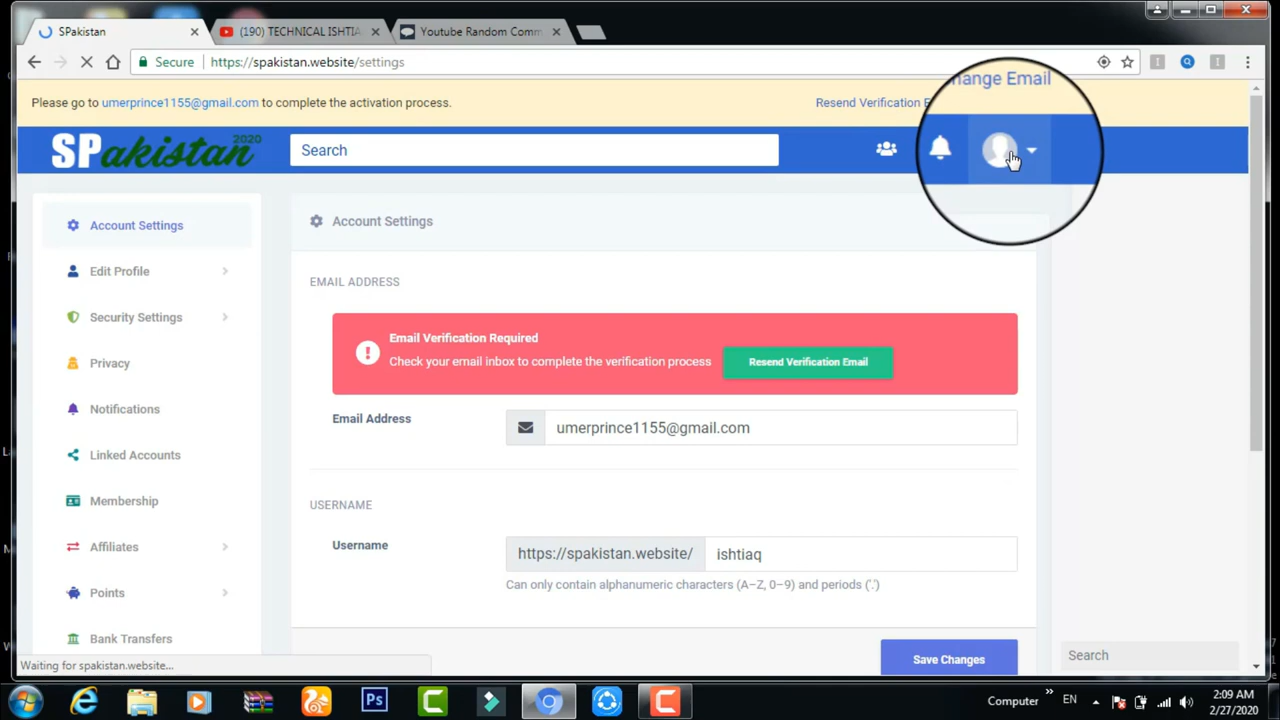 SPakistan
(190) TECHNICAL ISHTIA
Youtube Random Comm
Secure
https://spakistan.website/settings
hange Email
Please go to umerprince1155@gmail.com to complete the activation process.
Resend Verification E
SPakistan 2020
Search
Account Settings
Edit Profile
Security Settings
Privacy
Notifications
Linked Accounts
Membership
Affiliates
Points
Bank Transfers
Account Settings
EMAIL ADDRESS
Email Verification Required
Check your email inbox to complete the verification process
Resend Verification Email
Email Address
umerprince1155@gmail.com
USERNAME
Username
https://spakistan.website/
ishtiaq
Can only contain alphanumeric characters (A–Z, 0–9) and periods ('.')
Save Changes
Search
Waiting for spakistan.website...
Ps
Computer
EN
2:09 AM
2/27/2020